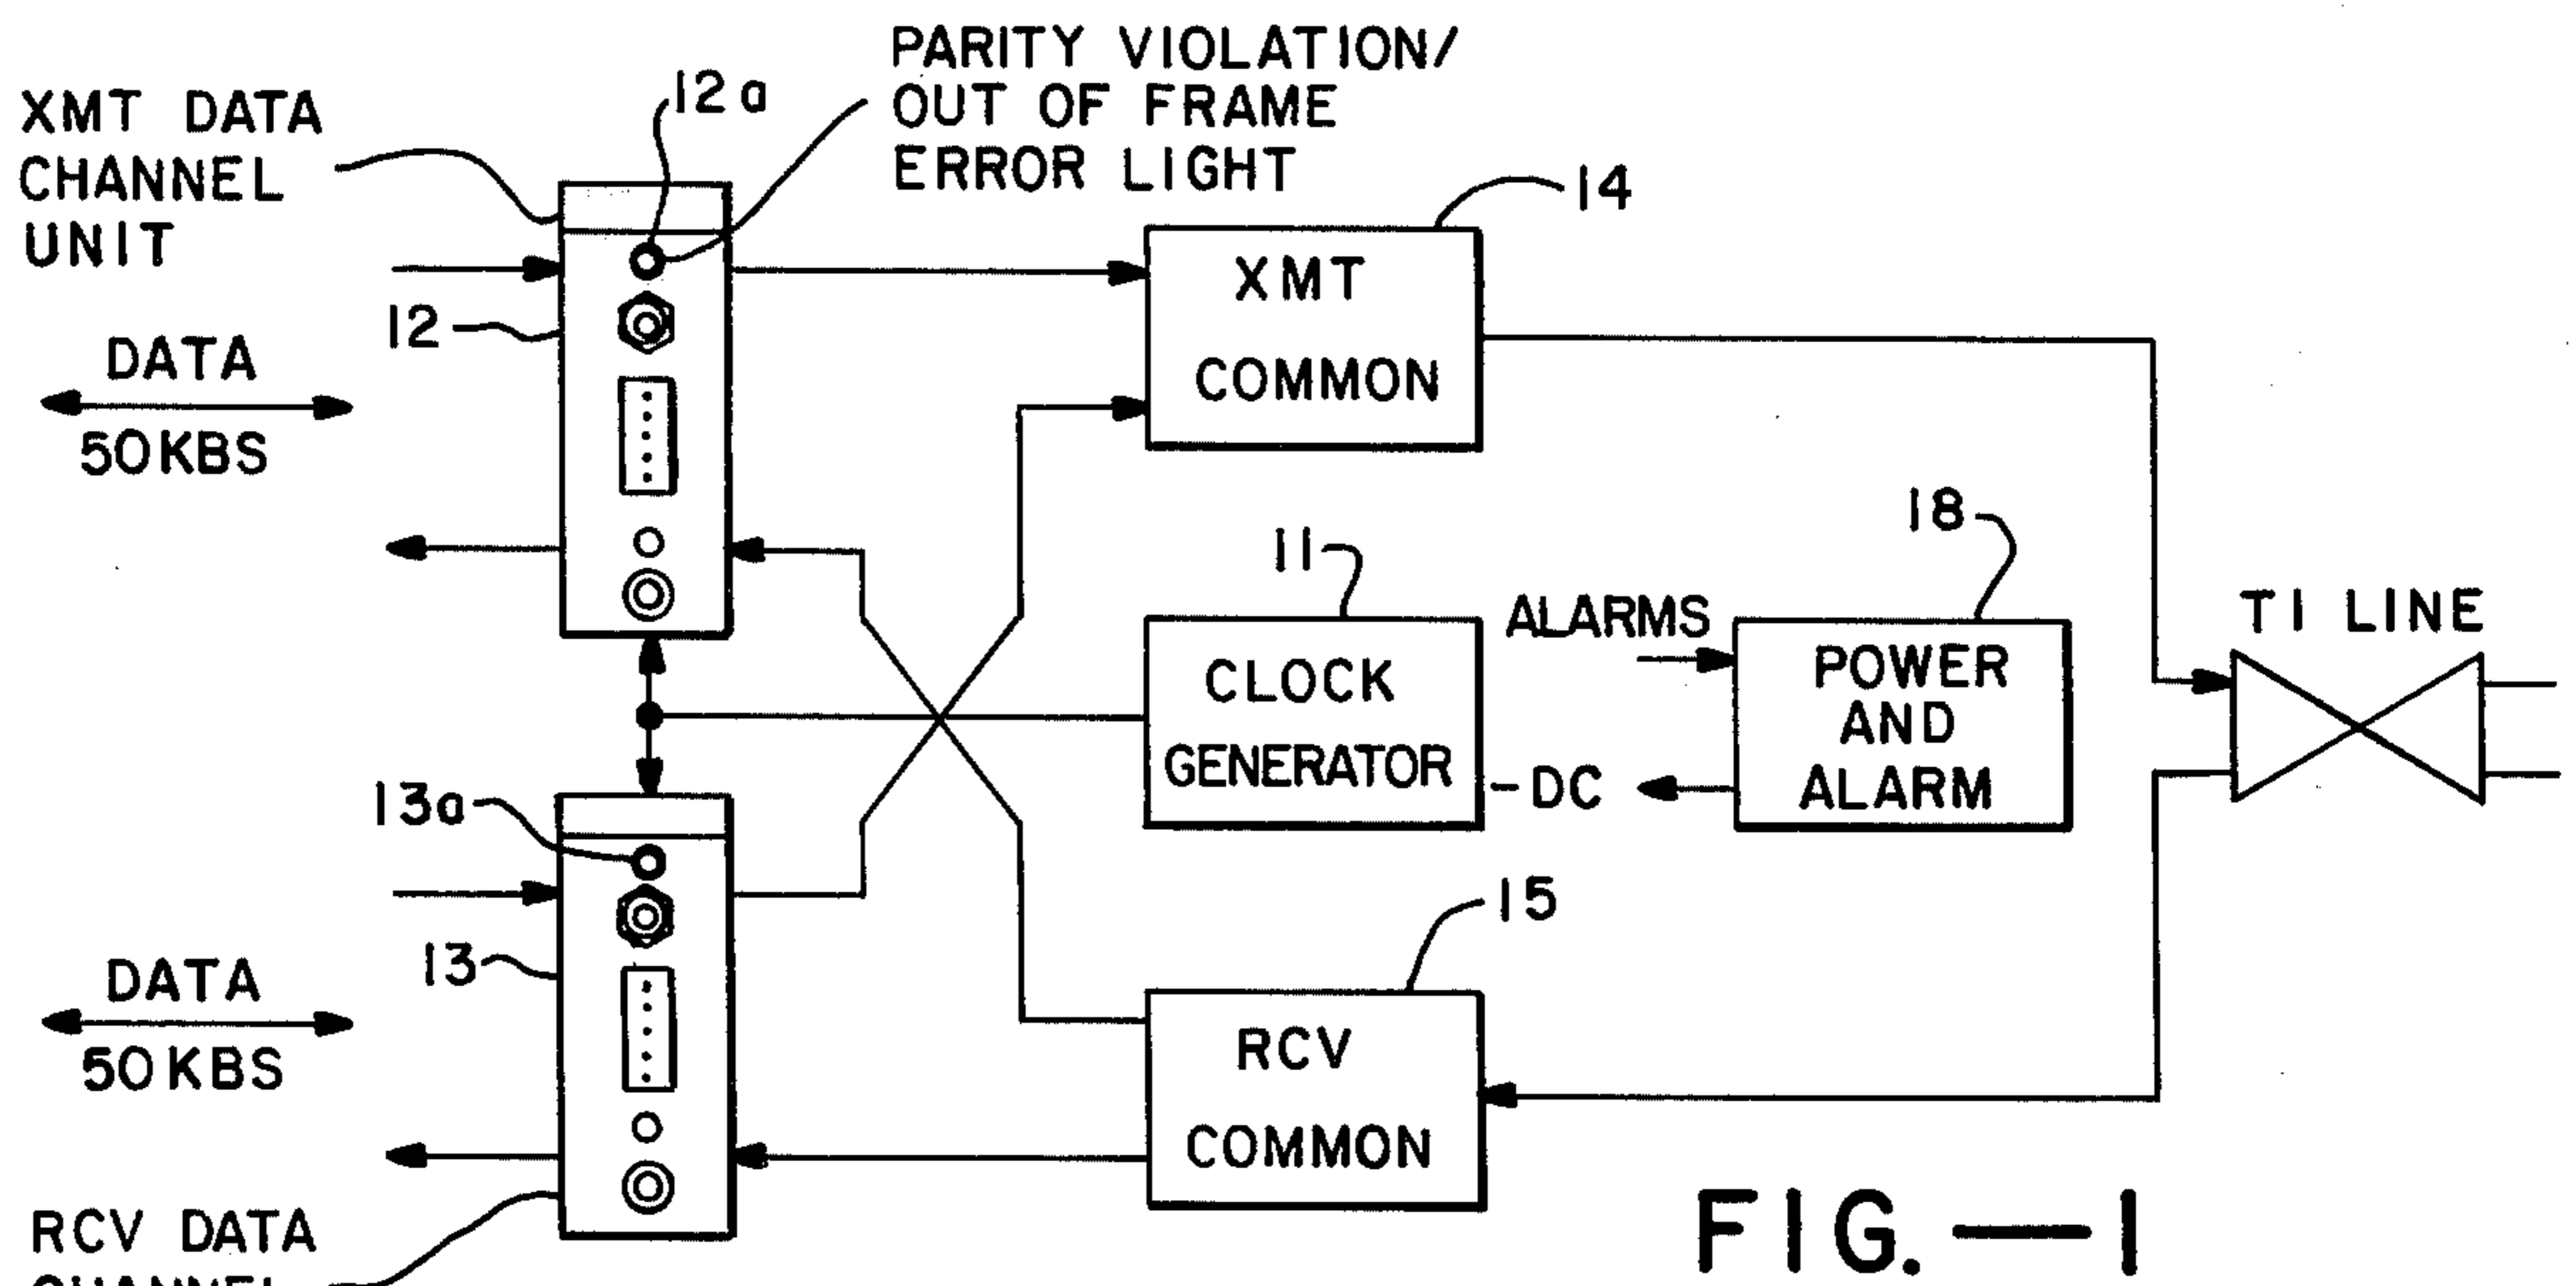 PARITY VIOLATION/
OUT OF FRAME
ERROR LIGHT
12a
XMT DATA
CHANNEL
UNIT
14
XMT
COMMON
12
DATA
50KBS
18
11
ALARMS
T1 LINE
CLOCK
GENERATOR
POWER
AND
ALARM
-DC
13a
15
13
DATA
50KBS
RCV
COMMON
RCV DATA
CHANNEL
FIG.—1